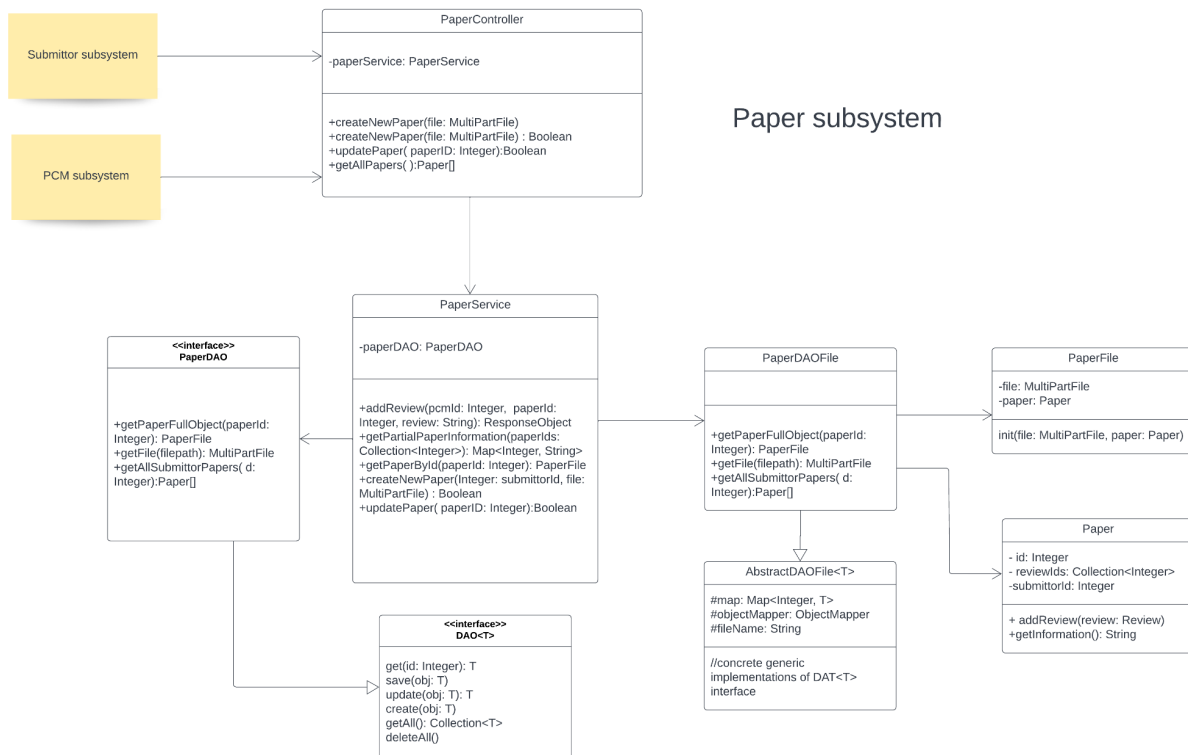 PaperController
Submittor subsystem
-paperService: PaperService
Paper subsystem
+createNewPaper(file: MultiPartFile)
+createNewPaper(file: MultiPartFile) : Boolean
+updatePaper( paperID: Integer):Boolean
+getAllPapers( ):Paper[]
PCM subsystem
PaperService
-paperDAO: PaperDAO
+addReview(pcmId: Integer,  paperId:
Integer, review: String): ResponseObject
+getPartialPaperInformation(paperIds:
Collection<Integer>): Map<Integer, String>
+getPaperById(paperId: Integer): PaperFile
+createNewPaper(Integer: submittorId, file:
MultiPartFile) : Boolean
+updatePaper( paperID: Integer):Boolean
<<interface>>
PaperDAO
+getPaperFullObject(paperId:
Integer): PaperFile
+getFile(filepath): MultiPartFile
+getAllSubmittorPapers( d:
Integer):Paper[]
PaperDAOFile
+getPaperFullObject(paperId:
Integer): PaperFile
+getFile(filepath): MultiPartFile
+getAllSubmittorPapers( d:
Integer):Paper[]
PaperFile
-file: MultiPartFile
-paper: Paper
init(file: MultiPartFile, paper: Paper)
Paper
- id: Integer
- reviewIds: Collection<Integer>
-submittorId: Integer
+ addReview(review: Review)
+getInformation(): String
AbstractDAOFile<T>
#map: Map<Integer, T>
#objectMapper: ObjectMapper
#fileName: String
//concrete generic
implementations of DAT<T>
interface
<<interface>>
DAO<T>
get(id: Integer): T
save(obj: T)
update(obj: T): T
create(obj: T)
getAll(): Collection<T>
deleteAll()